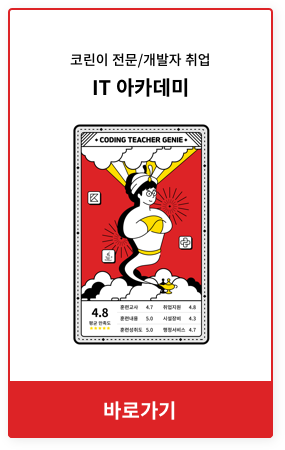 코린이 전문/개발자 취업
IT 아카데미
• CODING TEACHER GENIE •
4.8
평균 만족도
★★★★★
훈련교사 4.7 취업지원 4.8
훈련내용 5.0 시설장비 4.3
훈련성취도 5.0 행정서비스 4.7
바로가기